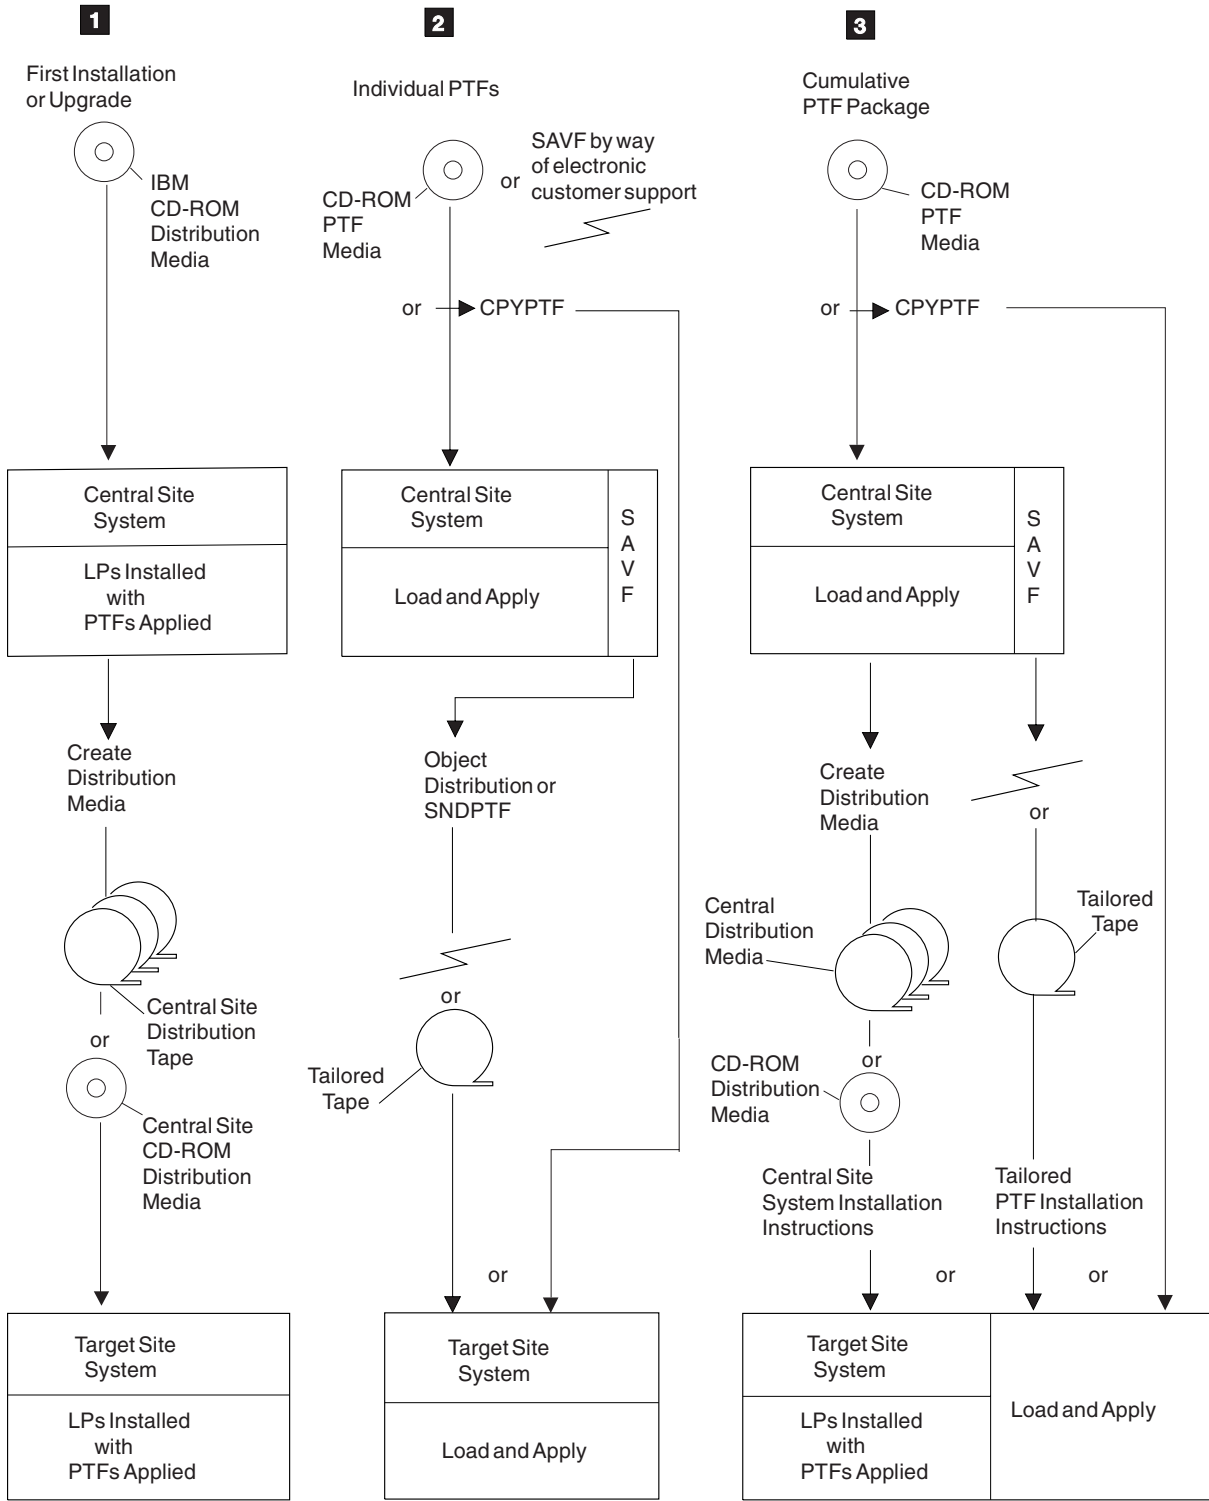 1
First Installation
or Upgrade
IBM
CD-ROM
Distribution
Media
Central Site
System
LPs Installed
with
PTFs Applied
Create
Distribution
Media
Central Site
Distribution
Tape
or
Central Site
CD-ROM
Distribution
Media
Target Site
System
LPs Installed
with
PTFs Applied
2
Individual PTFs
CD-ROM
PTF
Media
or
SAVF by way
of electronic
customer support
or
CPYPTF
Central Site
System
Load and Apply
S
A
V
F
Object
Distribution or
SNDPTF
or
Tailored
Tape
or
Target Site
System
Load and Apply
3
Cumulative
PTF Package
CD-ROM
PTF
Media
or
CPYPTF
Central Site
System
Load and Apply
S
A
V
F
Create
Distribution
Media
or
Central
Distribution
Media
Tailored
Tape
or
CD-ROM
Distribution
Media
Central Site
System Installation
Instructions
Tailored
PTF Installation
Instructions
or
or
Target Site
System
LPs Installed
with
PTFs Applied
Load and Apply